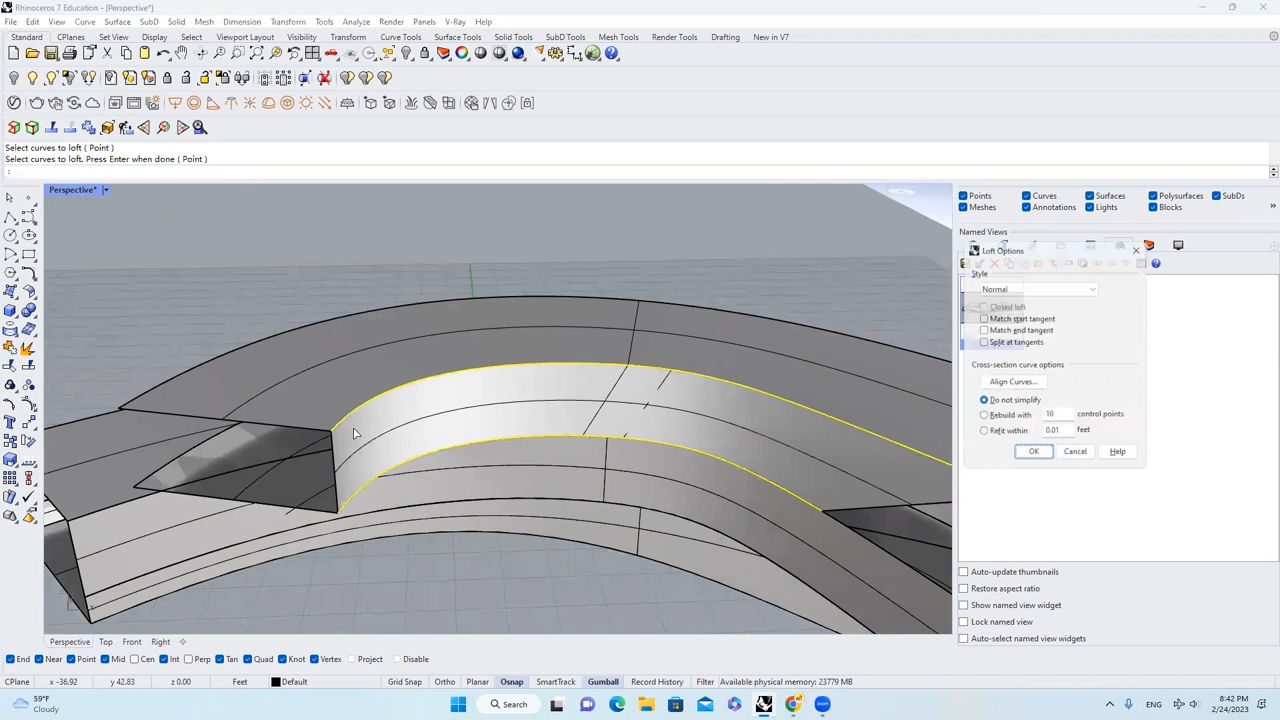 Rhinoceros 7 Education - [Perspective*]
File Edit View Curve Surface SubD Solid Mesh Dimension Transform Tools Analyze Render Panels V-Ray Help
Standard CPlanes Set View Display Select Viewport Layout Visibility Transform Curve Tools Surface Tools Solid Tools SubD Tools Mesh Tools Render Tools Drafting New in V7
Select curves to loft ( Point )
Select curves to loft. Press Enter when done ( Point )
:
Perspective*
Points Curves Surfaces Polysurfaces SubDs
Meshes Annotations Lights Blocks
Named Views
Loft Options
Style
Normal
Closed loft
Match start tangent
Match end tangent
Split at tangents
Cross-section curve options
Align Curves...
Do not simplify
Rebuild with 10 control points
Refit within 0.01 feet
OK Cancel Help
Auto-update thumbnails
Restore aspect ratio
Show named view widget
Lock named view
Auto-select named view widgets
Perspective Top Front Right
End Near Point Mid Cen Int Perp Tan Quad Knot Vertex Project Disable
CPlane x -36.92 y 42.83 z 0.00 Feet Default Grid Snap Ortho Planar Osnap SmartTrack Gumball Record History Filter Available physical memory: 23779 MB
59°F
Cloudy
Search
ENG
8:42 PM
2/24/2023